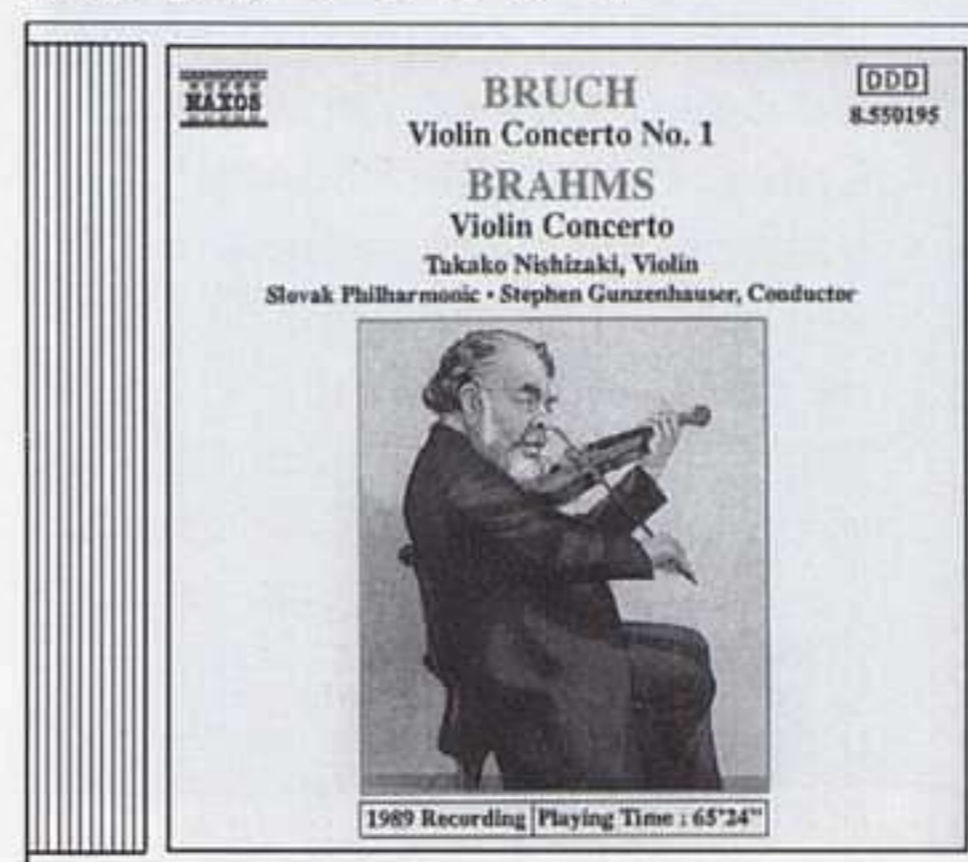 NAXOS
DDD
8.550195
BRUCH
Violin Concerto No. 1
BRAHMS
Violin Concerto
Takako Nishizaki, Violin
Slovak Philharmonic • Stephen Gunzenhauser, Conductor
1989 Recording Playing Time : 65'24"